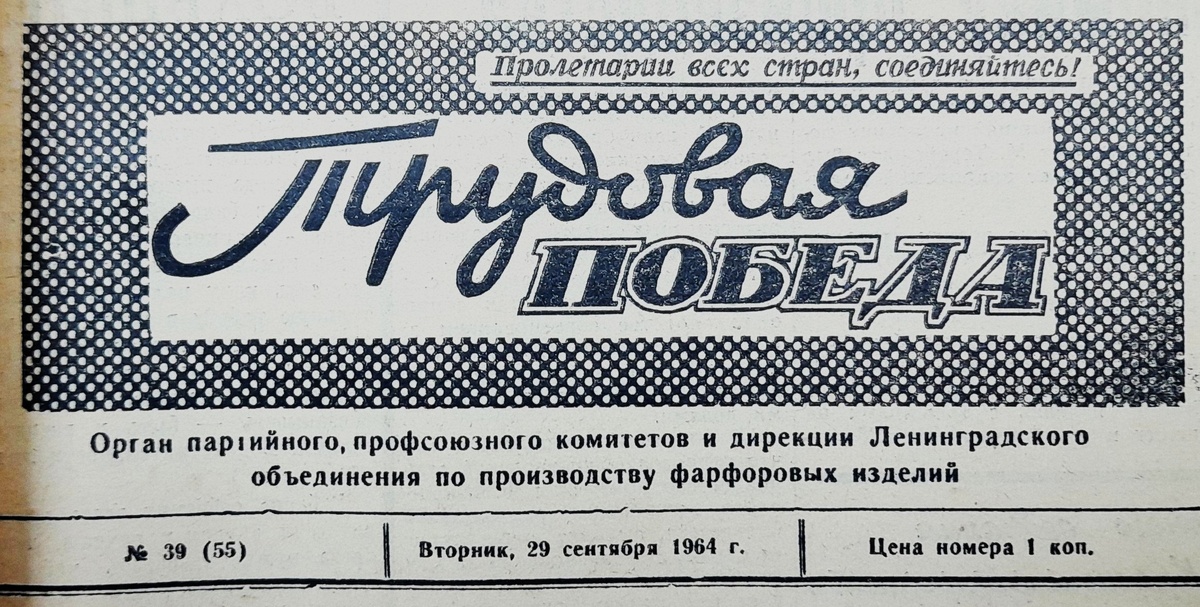 Пролетарии всех стран, соединяйтесь!
Трудовая
ПОБЕДА
Орган партийного, профсоюзного комитетов и дирекции Ленинградского
объединения по производству фарфоровых изделий
№ 39 (55)
Вторник, 29 сентября 1964 г.
Цена номера 1 коп.